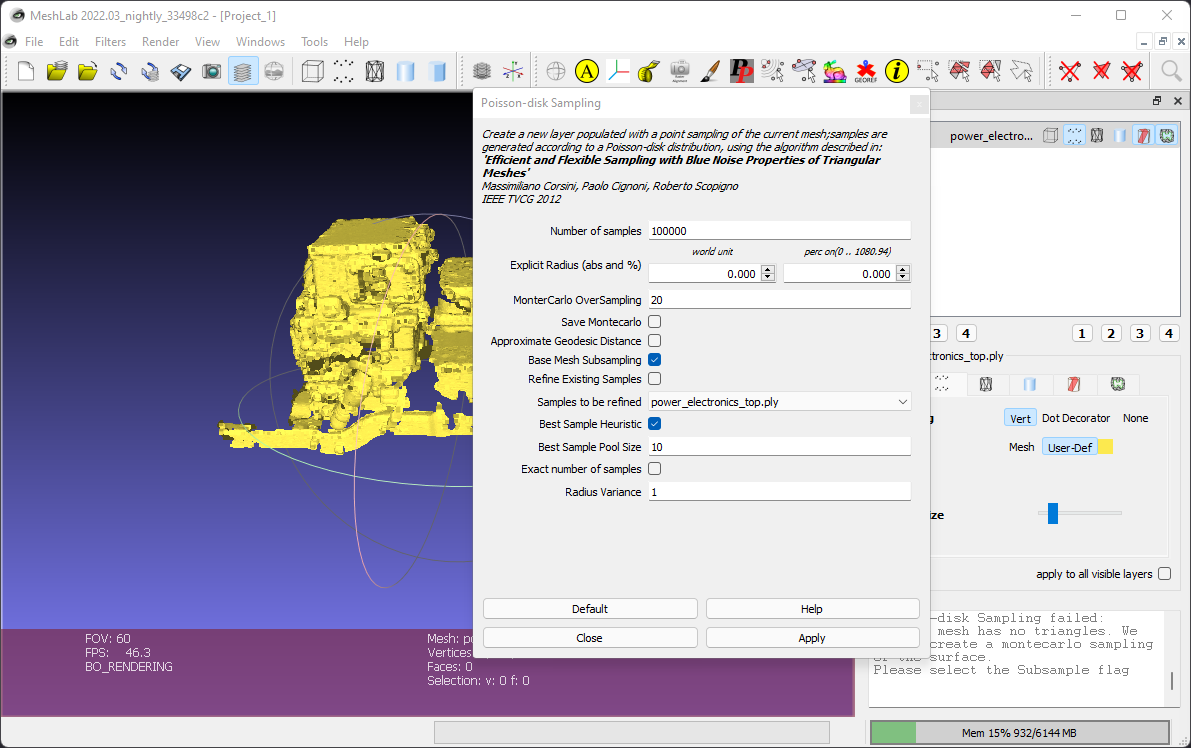 MeshLab 2022.03_nightly_33498c2 - [Project_1]
File Edit Filters Render View Windows Tools Help
A
PP
GEOREF
i
Poisson-disk Sampling
Create a new layer populated with a point sampling of the current mesh;samples are
generated according to a Poisson-disk distribution, using the algorithm described in:
'Efficient and Flexible Sampling with Blue Noise Properties of Triangular
Meshes'
Massimiliano Corsini, Paolo Cignoni, Roberto Scopigno
IEEE TVCG 2012
Number of samples 100000
world unit perc on(0 .. 1080.94)
Explicit Radius (abs and %) 0.000 0.000
MonterCarlo OverSampling 20
Save Montecarlo
Approximate Geodesic Distance
Base Mesh Subsampling
Refine Existing Samples
Samples to be refined power_electronics_top.ply
Best Sample Heuristic
Best Sample Pool Size 10
Exact number of samples
Radius Variance 1
Default Help
Close Apply
power_electro...
3 4 1 2 3 4
ctronics_top.ply
g Vert Dot Decorator None
Mesh User-Def
ze
apply to all visible layers
-disk Sampling failed:
mesh has no triangles. We
create a montecarlo sampling
of the surface.
Please select the Subsample flag
FOV: 60
FPS: 46.3
BO_RENDERING
Mesh: po
Vertices
Faces: 0
Selection: v: 0 f: 0
Mem 15% 932/6144 MB